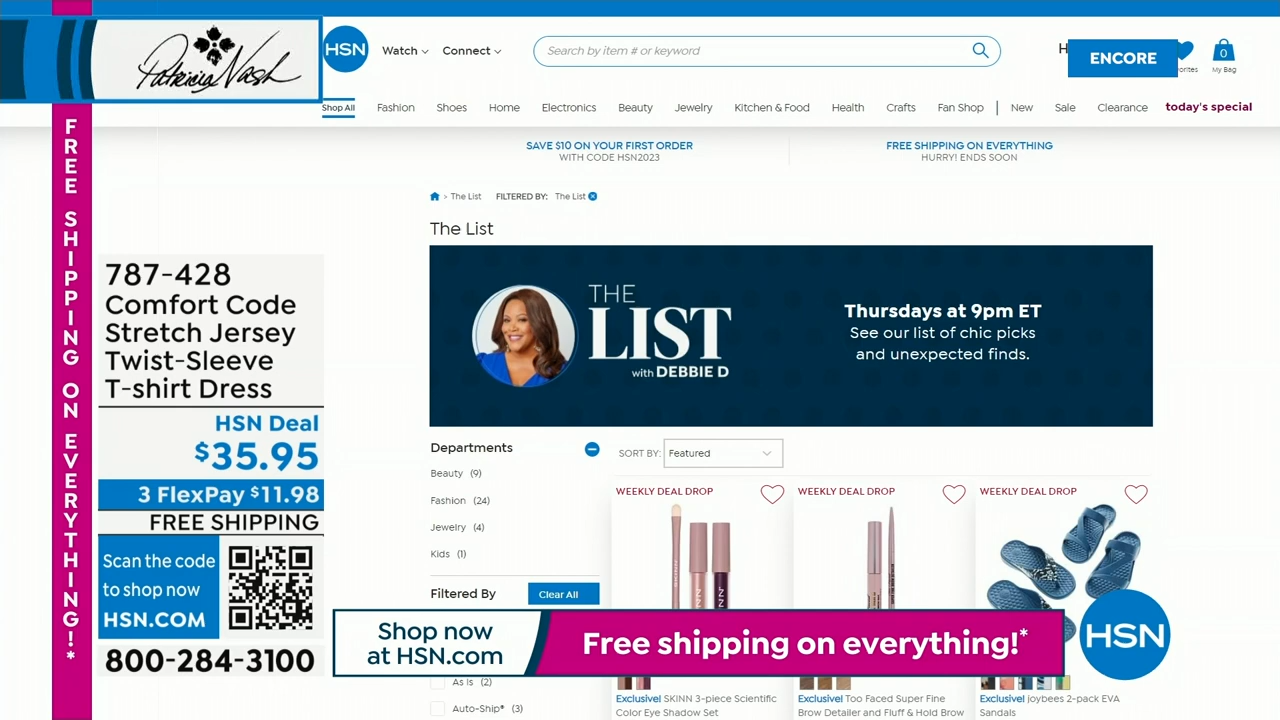 Patricia Nash
HSN
Watch
Connect
Search by item # or keyword
ENCORE
0
My Bag
Shop All
Fashion
Shoes
Home
Electronics
Beauty
Jewelry
Kitchen & Food
Health
Crafts
Fan Shop
New
Sale
Clearance
today's special
FREE SHIPPING ON EVERYTHING!*
SAVE $10 ON YOUR FIRST ORDER
WITH CODE HSN2023
FREE SHIPPING ON EVERYTHING
HURRY! ENDS SOON
> The List
FILTERED BY: The List
The List
THE
LIST
with DEBBIE D
Thursdays at 9pm ET
See our list of chic picks
and unexpected finds.
787-428
Comfort Code
Stretch Jersey
Twist-Sleeve
T-shirt Dress
HSN Deal
$35.95
3 FlexPay $11.98
FREE SHIPPING
Scan the code
to shop now
HSN.COM
800-284-3100
Departments
Beauty (9)
Fashion (24)
Jewelry (4)
Kids (1)
Filtered By
Clear All
As Is (2)
Auto-Ship® (3)
SORT BY: Featured
WEEKLY DEAL DROP
WEEKLY DEAL DROP
WEEKLY DEAL DROP
Shop now
at HSN.com
Free shipping on everything!*
HSN
Exclusive! SKINN 3-piece Scientific
Color Eye Shadow Set
Exclusive! Too Faced Super Fine
Brow Detailer and Fluff & Hold Brow
Exclusive! joybees 2-pack EVA
Sandals